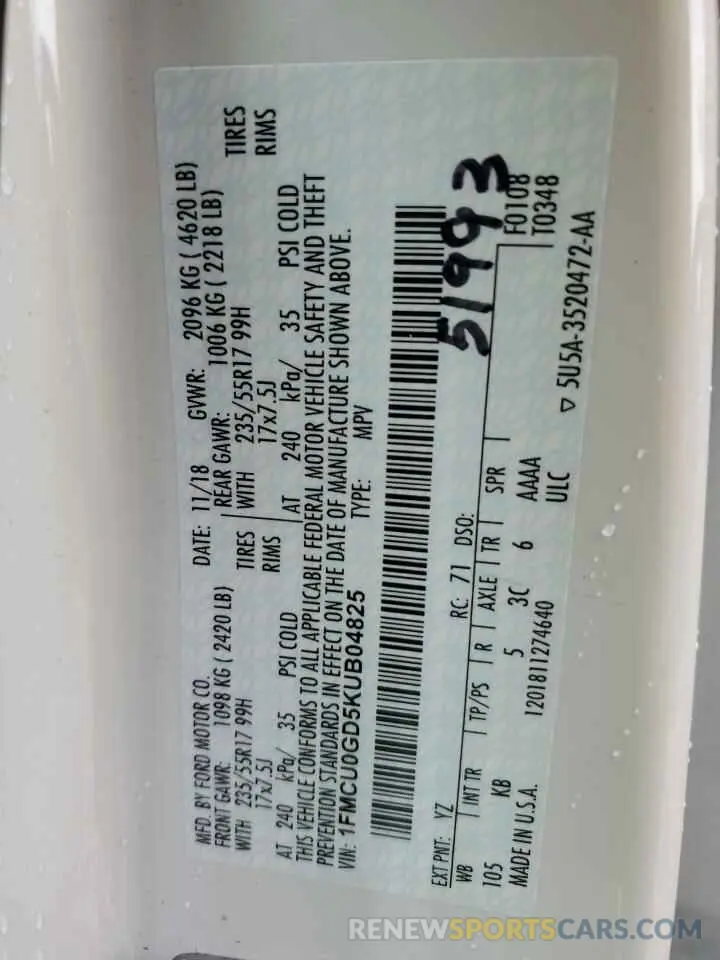 MFD. BY FORD MOTOR CO. DATE: 11/18 GVWR: 2096 KG ( 4620 LB)
FRONT GAWR: 1098 KG ( 2420 LB) REAR GAWR: 1006 KG ( 2218 LB)
WITH 235/55R17 99H TIRES WITH 235/55R17 99H TIRES
17x7.5J RIMS 17x7.5J RIMS
AT 240 kPa/ 35 PSI COLD AT 240 kPa/ 35 PSI COLD
THIS VEHICLE CONFORMS TO ALL APPLICABLE FEDERAL MOTOR VEHICLE SAFETY AND THEFT
PREVENTION STANDARDS IN EFFECT ON THE DATE OF MANUFACTURE SHOWN ABOVE.
VIN: 1FMCU0GD5KUB04825 TYPE: MPV
51993
EXT PNT: YZ RC: 71 DSO: F0108
WB INT TR TP/PS R AXLE TR SPR T0348
105 KB 5 3C 6 AAAA
MADE IN U.S.A. 1201811274640 ULC ▽ 5U5A-3520472-AA
RENEWSPORTSCARS.COM